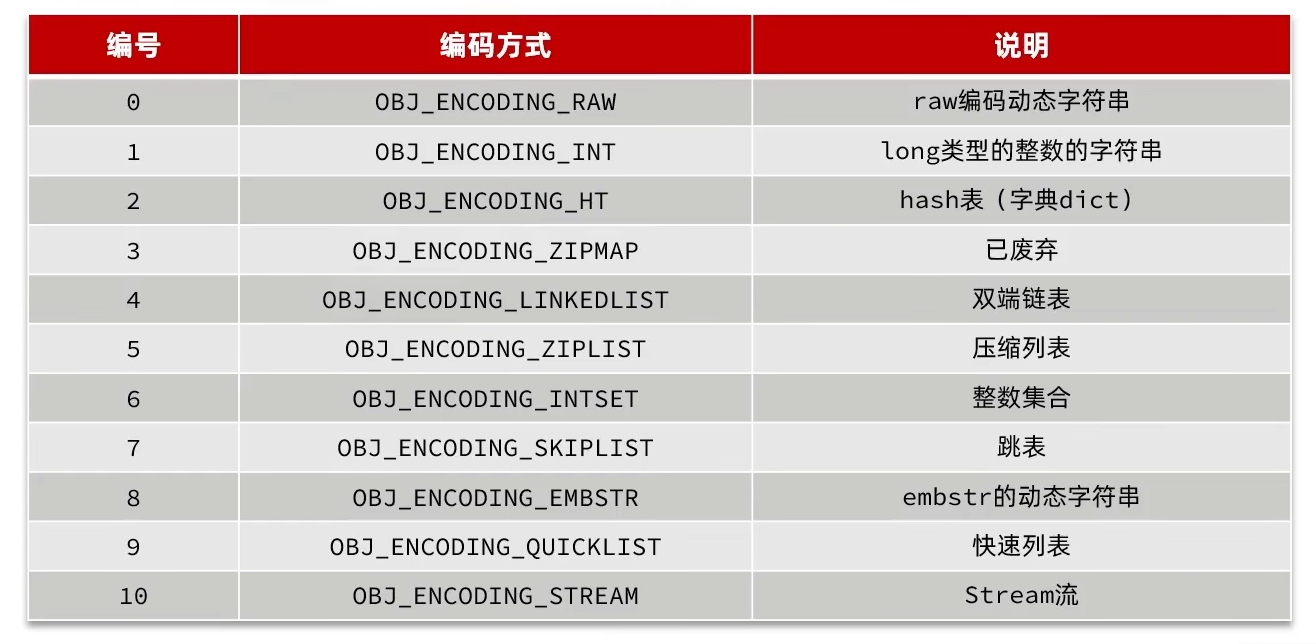 编号 编码方式 说明
0 OBJ_ENCODING_RAW raw编码动态字符串
1 OBJ_ENCODING_INT long类型的整数的字符串
2 OBJ_ENCODING_HT hash表（字典dict）
3 OBJ_ENCODING_ZIPMAP 已废弃
4 OBJ_ENCODING_LINKEDLIST 双端链表
5 OBJ_ENCODING_ZIPLIST 压缩列表
6 OBJ_ENCODING_INTSET 整数集合
7 OBJ_ENCODING_SKIPLIST 跳表
8 OBJ_ENCODING_EMBSTR embstr的动态字符串
9 OBJ_ENCODING_QUICKLIST 快速列表
10 OBJ_ENCODING_STREAM Stream流